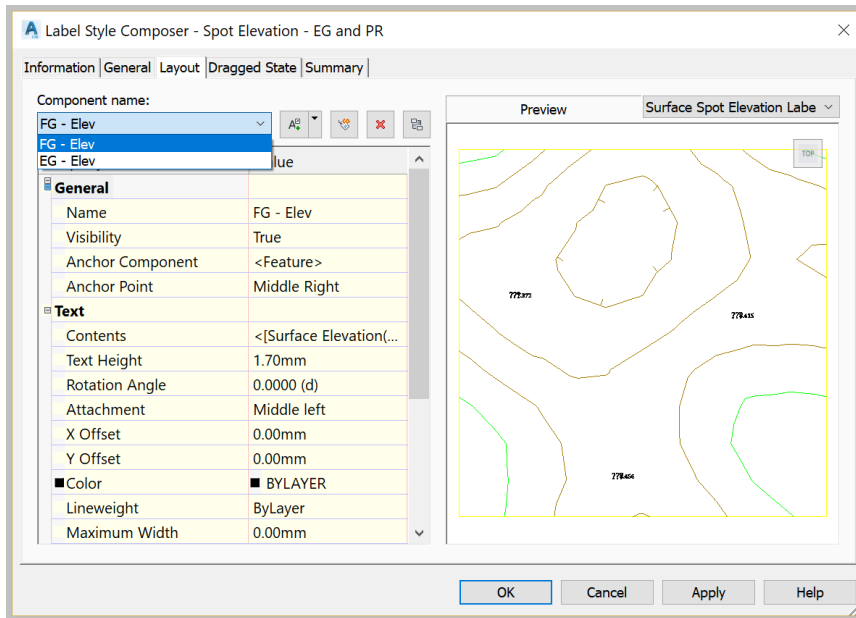 Label Style Composer - Spot Elevation - EG and PR
Information General Layout Dragged State Summary
Component name:
FG - Elev
FG - Elev
EG - Elev
lue
General
Name FG - Elev
Visibility True
Anchor Component <Feature>
Anchor Point Middle Right
Text
Contents <[Surface Elevation(...
Text Height 1.70mm
Rotation Angle 0.0000 (d)
Attachment Middle left
X Offset 0.00mm
Y Offset 0.00mm
Color BYLAYER
Lineweight ByLayer
Maximum Width 0.00mm
Preview Surface Spot Elevation Labe
TOP
OK Cancel Apply Help